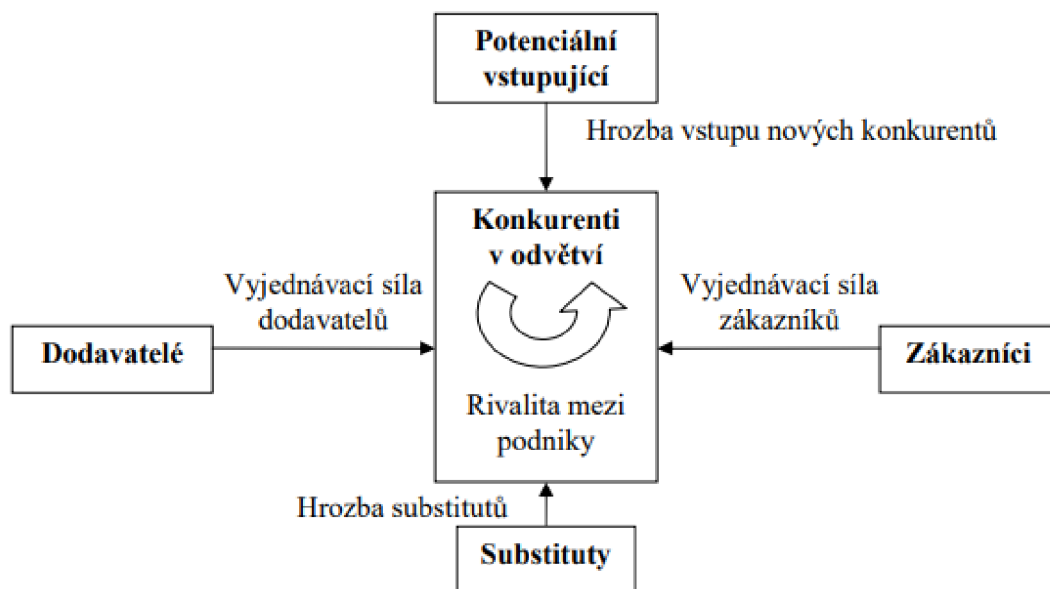 Potenciální
vstupující
Hrozba vstupu nových konkurentů
Konkurenti
v odvětví
Vyjednávací síla
dodavatelů
Vyjednávací síla
zákazníků
Dodavatelé
Zákazníci
Rivalita mezi
podniky
Hrozba substitutů
Substituty